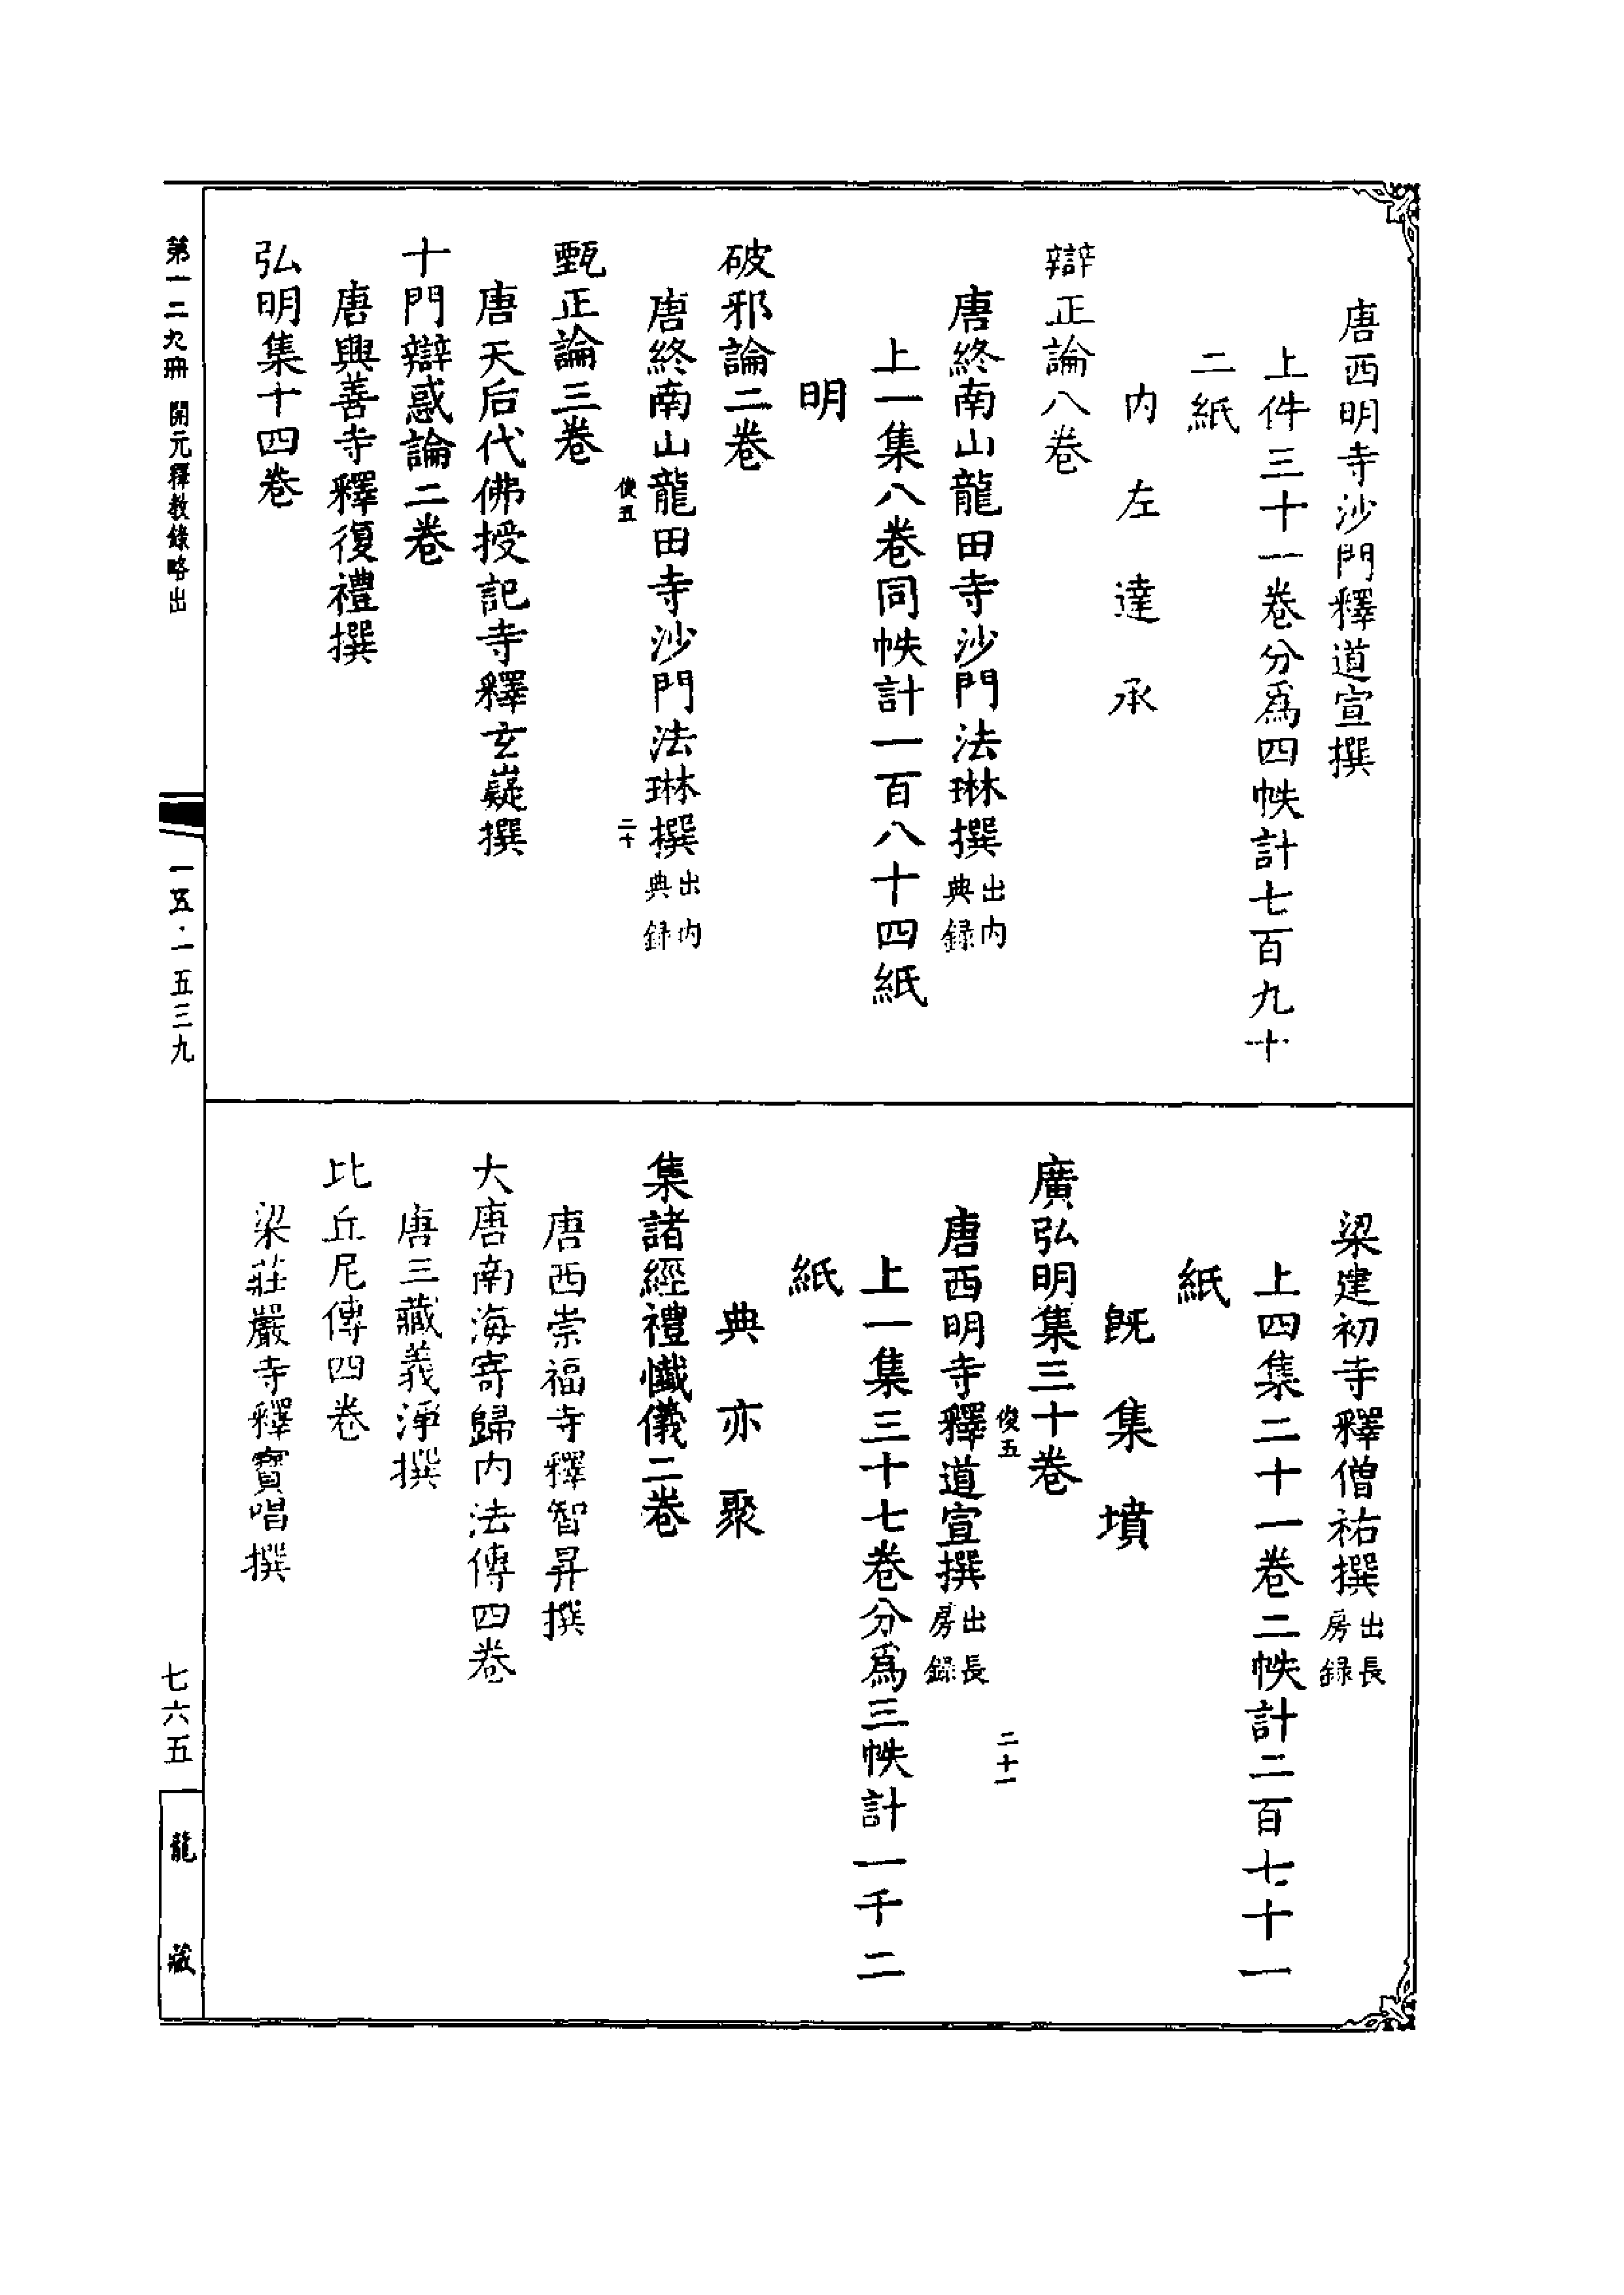 唐西明寺沙門釋道宣撰
上件三十一卷分爲四帙計七百九十
二紙
内左達承
辯正論八卷
唐終南山龍田寺沙門法琳撰出内典録
上一集八卷同帙計一百八十四紙
明
破邪論二卷
唐終南山龍田寺沙門法琳撰出内典録
俊五 二十
甄正論三卷
唐天后代佛授記寺釋玄嶷撰
十門辯惑論二卷
唐興善寺釋復禮撰
弘明集十四卷
梁建初寺釋僧祐撰出長房録
上四集二十一卷二帙計二百七十一
紙
既集墳
廣弘明集三十卷
俊五 二十一
唐西明寺釋道宣撰出長房録
上一集三十七卷分爲三帙計一千二
紙
典亦聚
集諸經禮懺儀二卷
唐西崇福寺釋智昇撰
大唐南海寄歸内法傳四卷
唐三藏義淨撰
比丘尼傳四卷
梁莊嚴寺釋寶唱撰
第一二九冊 開元釋教錄略出
一五·一五三九
七六五
龍藏